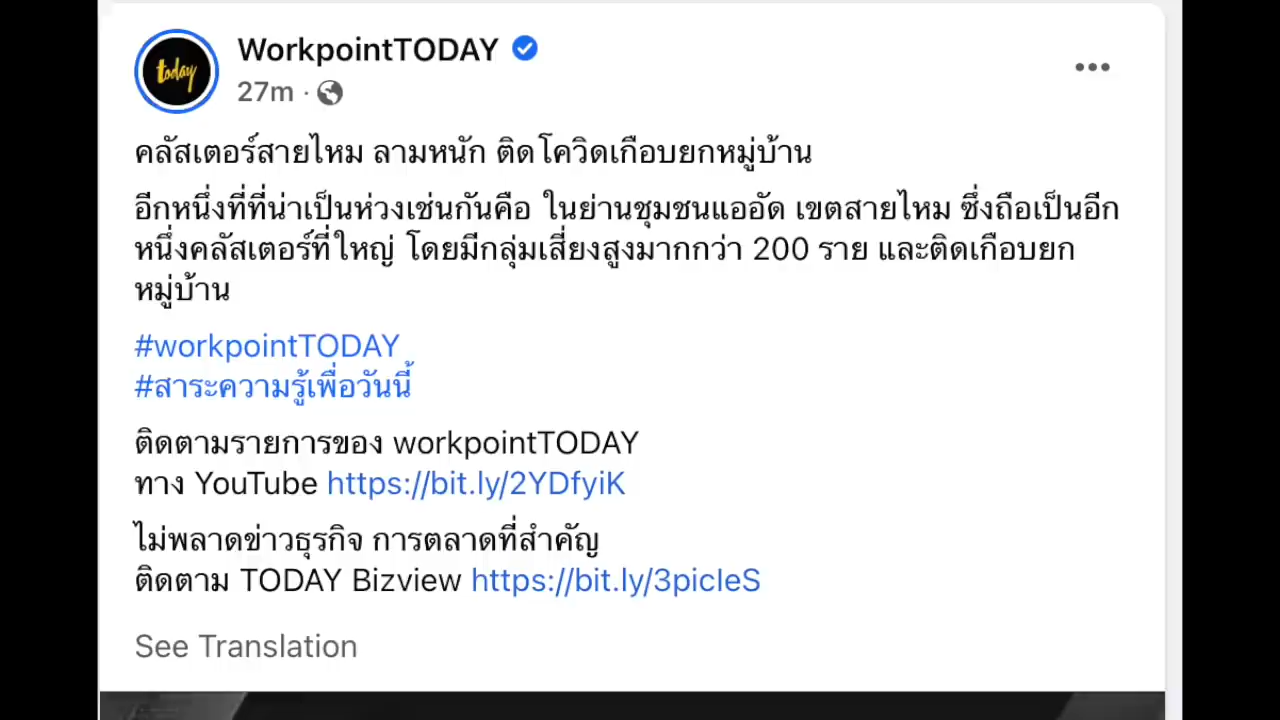 today
WorkpointTODAY
27m ·
คลัสเตอร์สายไหม ลามหนัก ติดโควิดเกือบยกหมู่บ้าน
อีกหนึ่งที่ที่น่าเป็นห่วงเช่นกันคือ ในย่านชุมชนแออัด เขตสายไหม ซึ่งถือเป็นอีก
หนึ่งคลัสเตอร์ที่ใหญ่ โดยมีกลุ่มเสี่ยงสูงมากกว่า 200 ราย และติดเกือบยก
หมู่บ้าน
#workpointTODAY
#สาระความรู้เพื่อวันนี้
ติดตามรายการของ workpointTODAY
ทาง YouTube https://bit.ly/2YDfyiK
ไม่พลาดข่าวธุรกิจ การตลาดที่สำคัญ
ติดตาม TODAY Bizview https://bit.ly/3picIeS
See Translation